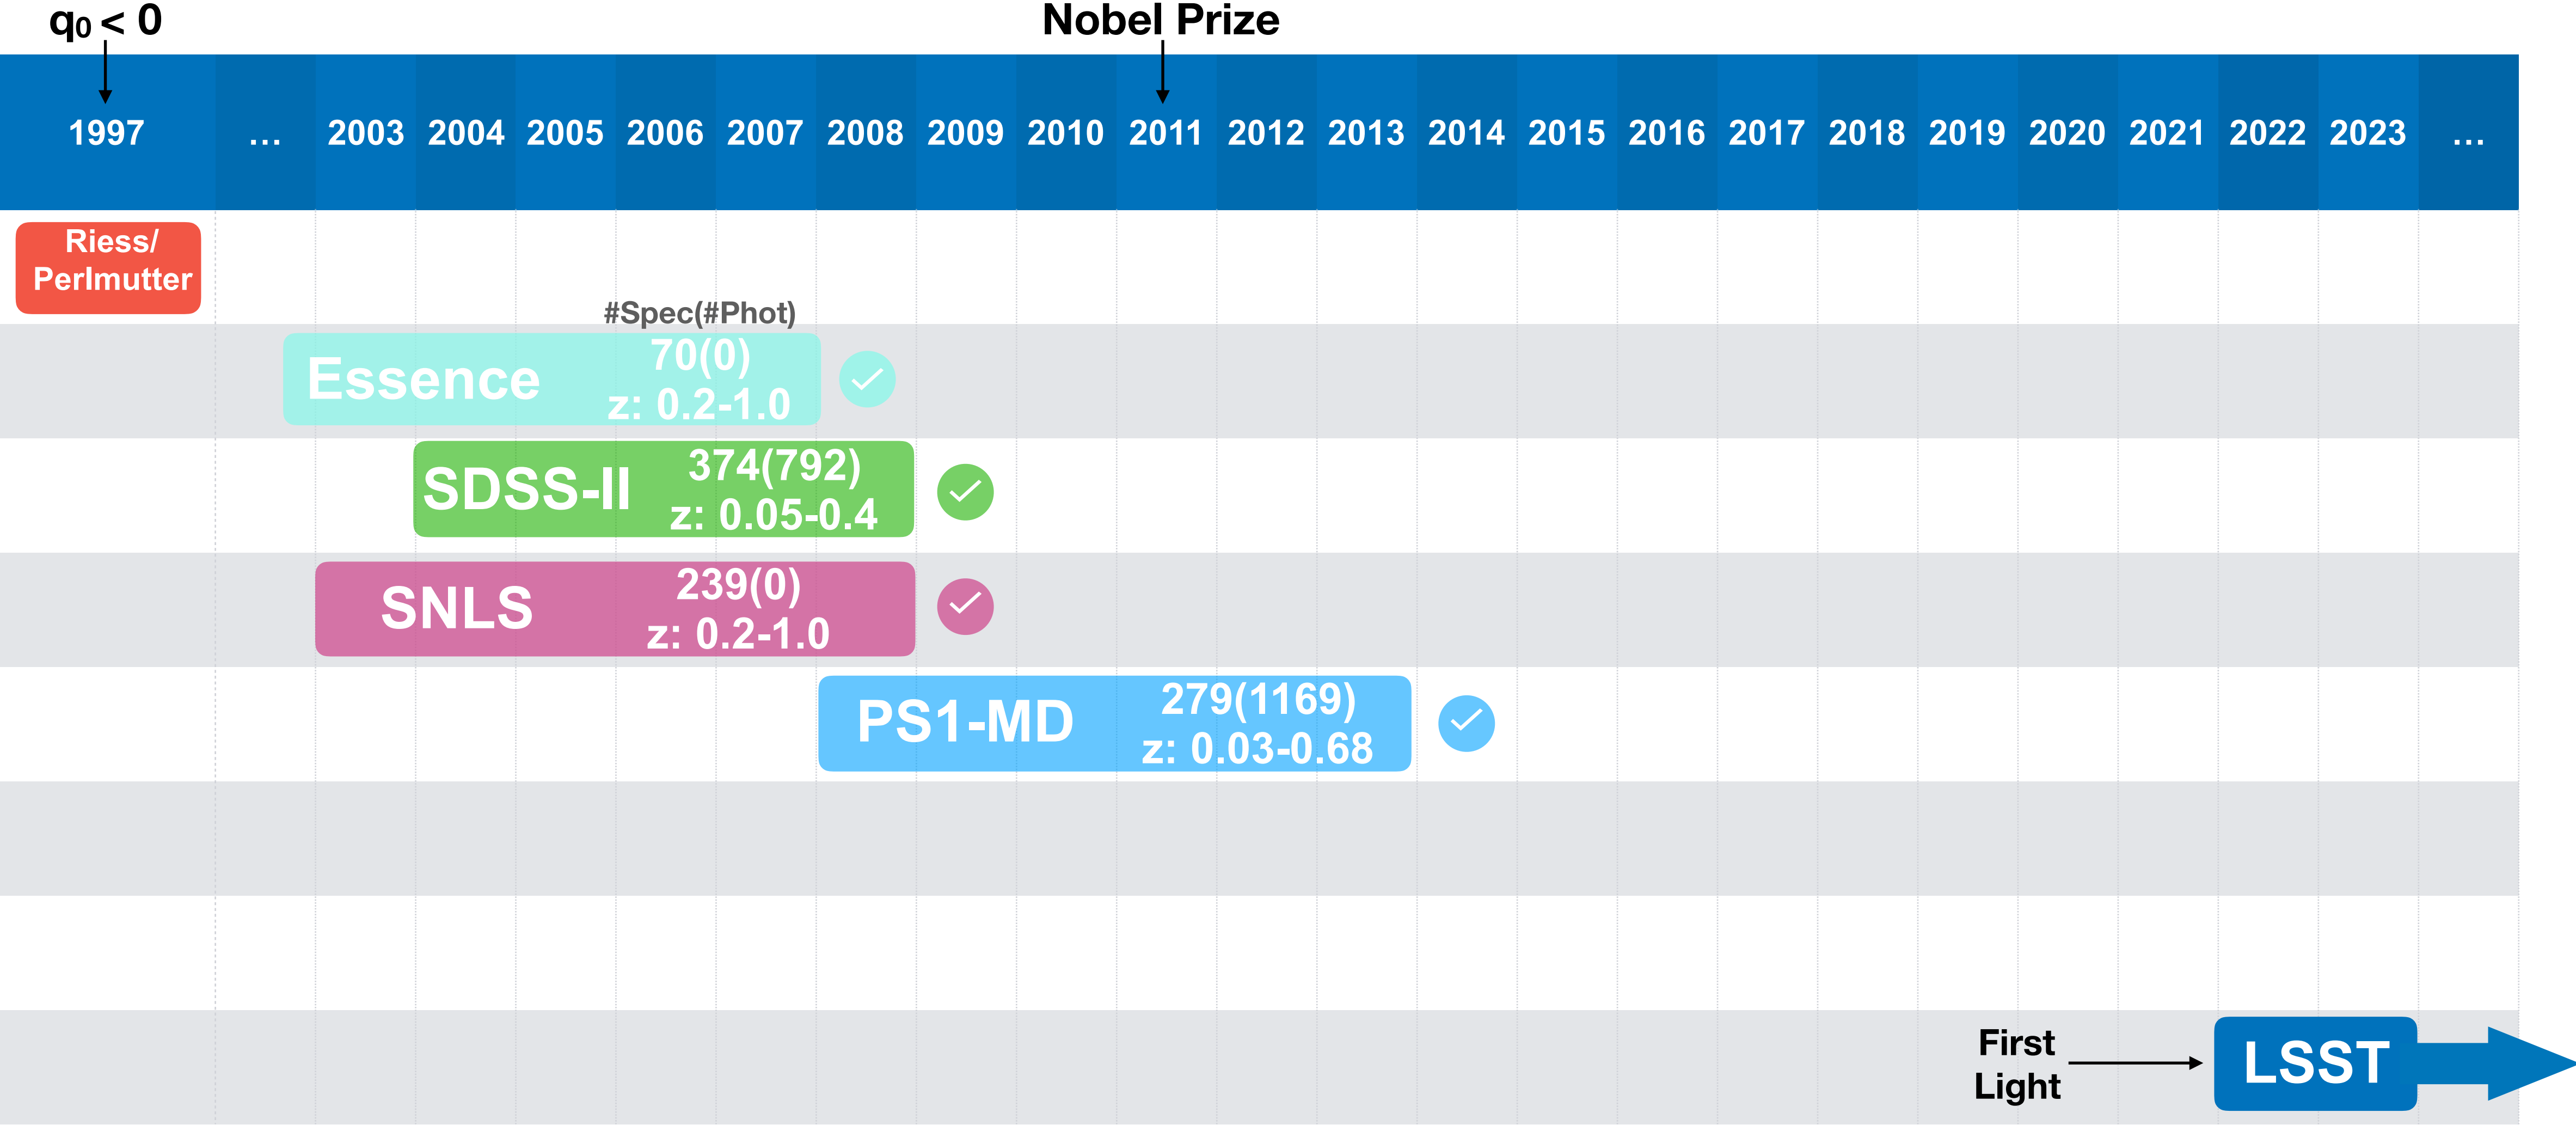 q₀ < 0
Nobel Prize
1997 ... 2003 2004 2005 2006 2007 2008 2009 2010 2011 2012 2013 2014 2015 2016 2017 2018 2019 2020 2021 2022 2023 ...
Riess/
Perlmutter
#Spec(#Phot)
Essence
70(0)
z: 0.2-1.0
SDSS-II
374(792)
z: 0.05-0.4
SNLS
239(0)
z: 0.2-1.0
PS1-MD
279(1169)
z: 0.03-0.68
First
Light
LSST